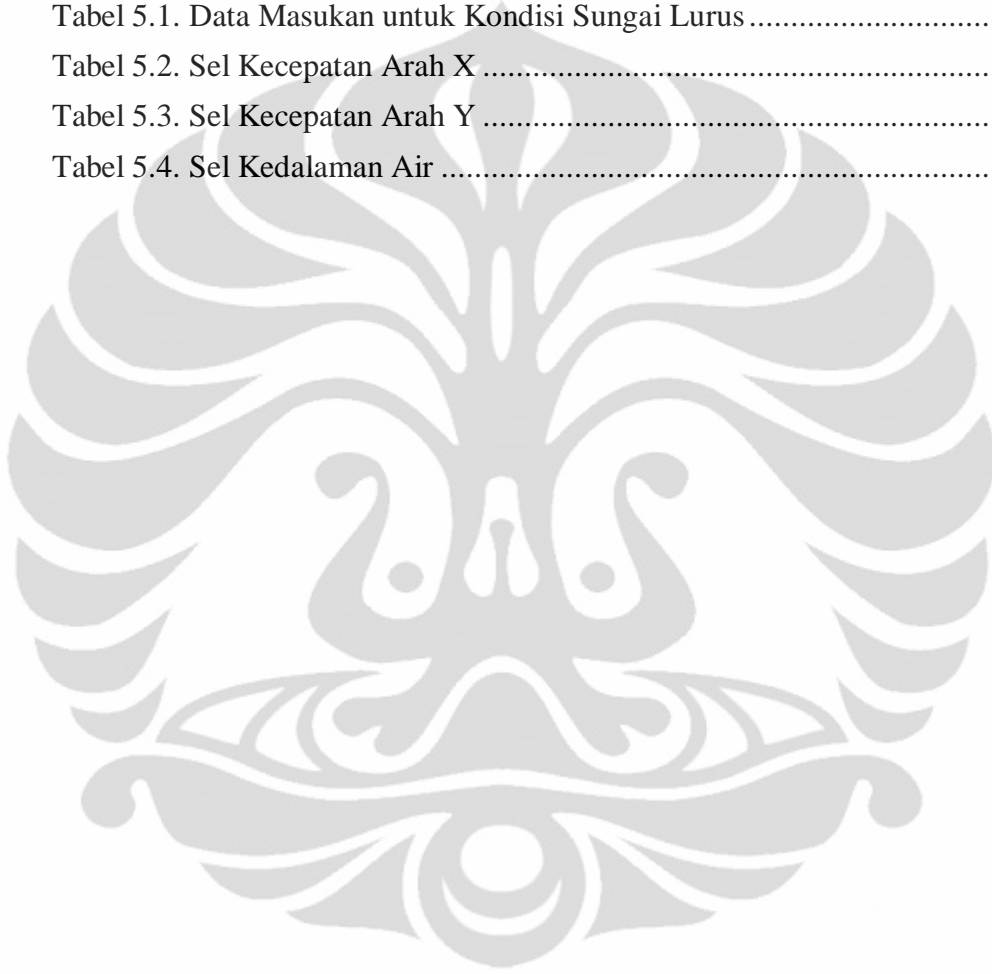 Tabel 5.1. Data Masukan untuk Kondisi Sungai Lurus ..............................
Tabel 5.2. Sel Kecepatan Arah X ................................................................
Tabel 5.3. Sel Kecepatan Arah Y ................................................................
Tabel 5.4. Sel Kedalaman Air .....................................................................